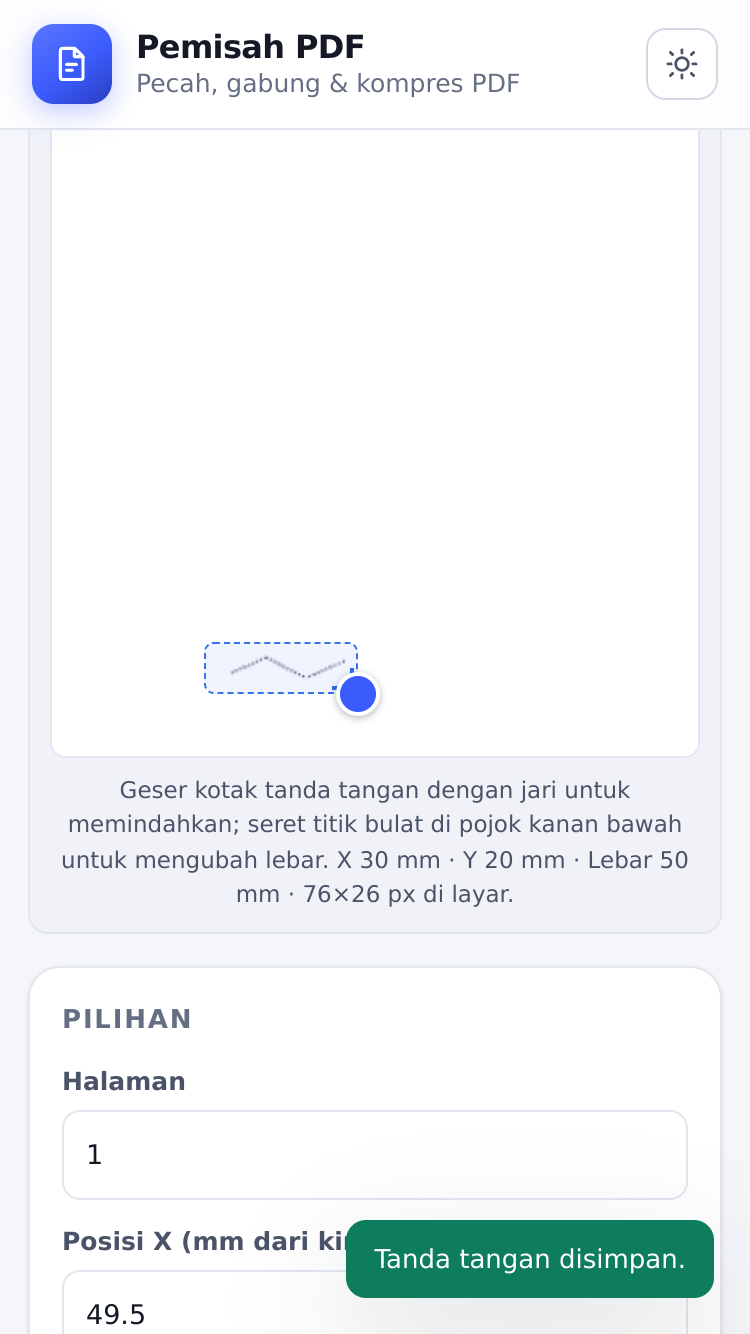 Pemisah PDF
Pecah, gabung & kompres PDF
Geser kotak tanda tangan dengan jari untuk
memindahkan; seret titik bulat di pojok kanan bawah
untuk mengubah lebar. X 30 mm · Y 20 mm · Lebar 50
mm · 76×26 px di layar.
PILIHAN
Halaman
1
Posisi X (mm dari
Tanda tangan disimpan.
49.5